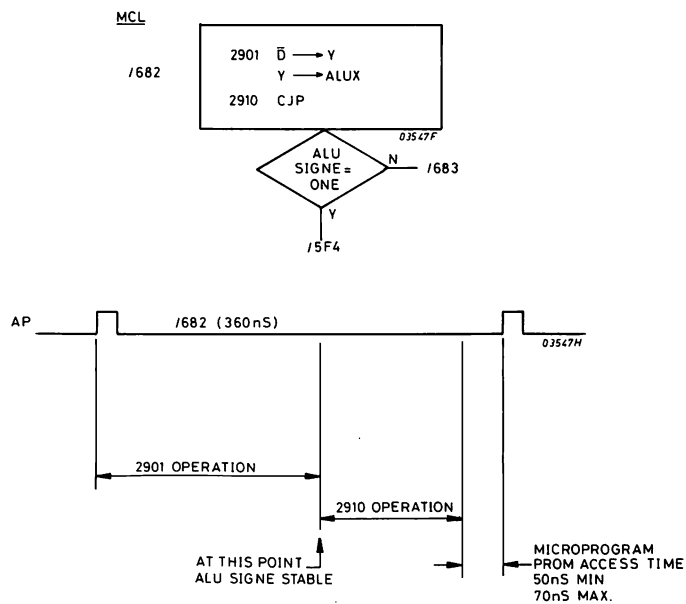 MCL
/682
2901 D̅ → Y
Y → ALUX
2910 CJP
03547F
ALU
SIGNE =
ONE
N
/683
Y
/5F4
AP
/682 (360nS)
03547H
2901 OPERATION
2910 OPERATION
AT THIS POINT
ALU SIGNE STABLE
MICROPROGRAM
PROM ACCESS TIME
50nS MIN
70nS MAX.